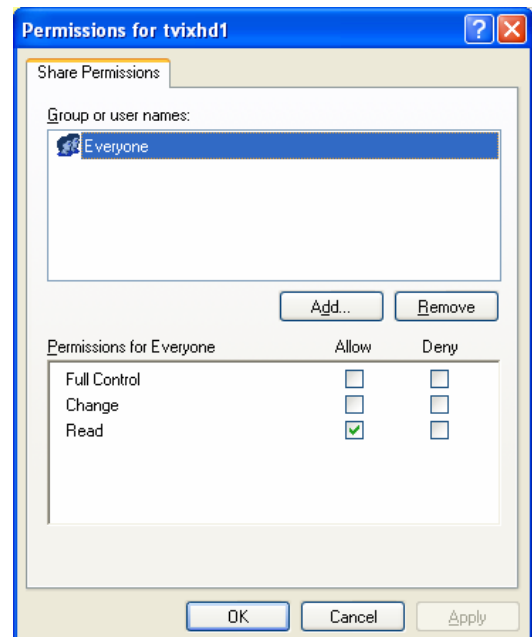 Permissions for tvixhd1
Share Permissions
Group or user names:
Everyone
Add... Remove
Permissions for Everyone Allow Deny
Full Control
Change
Read
OK Cancel Apply